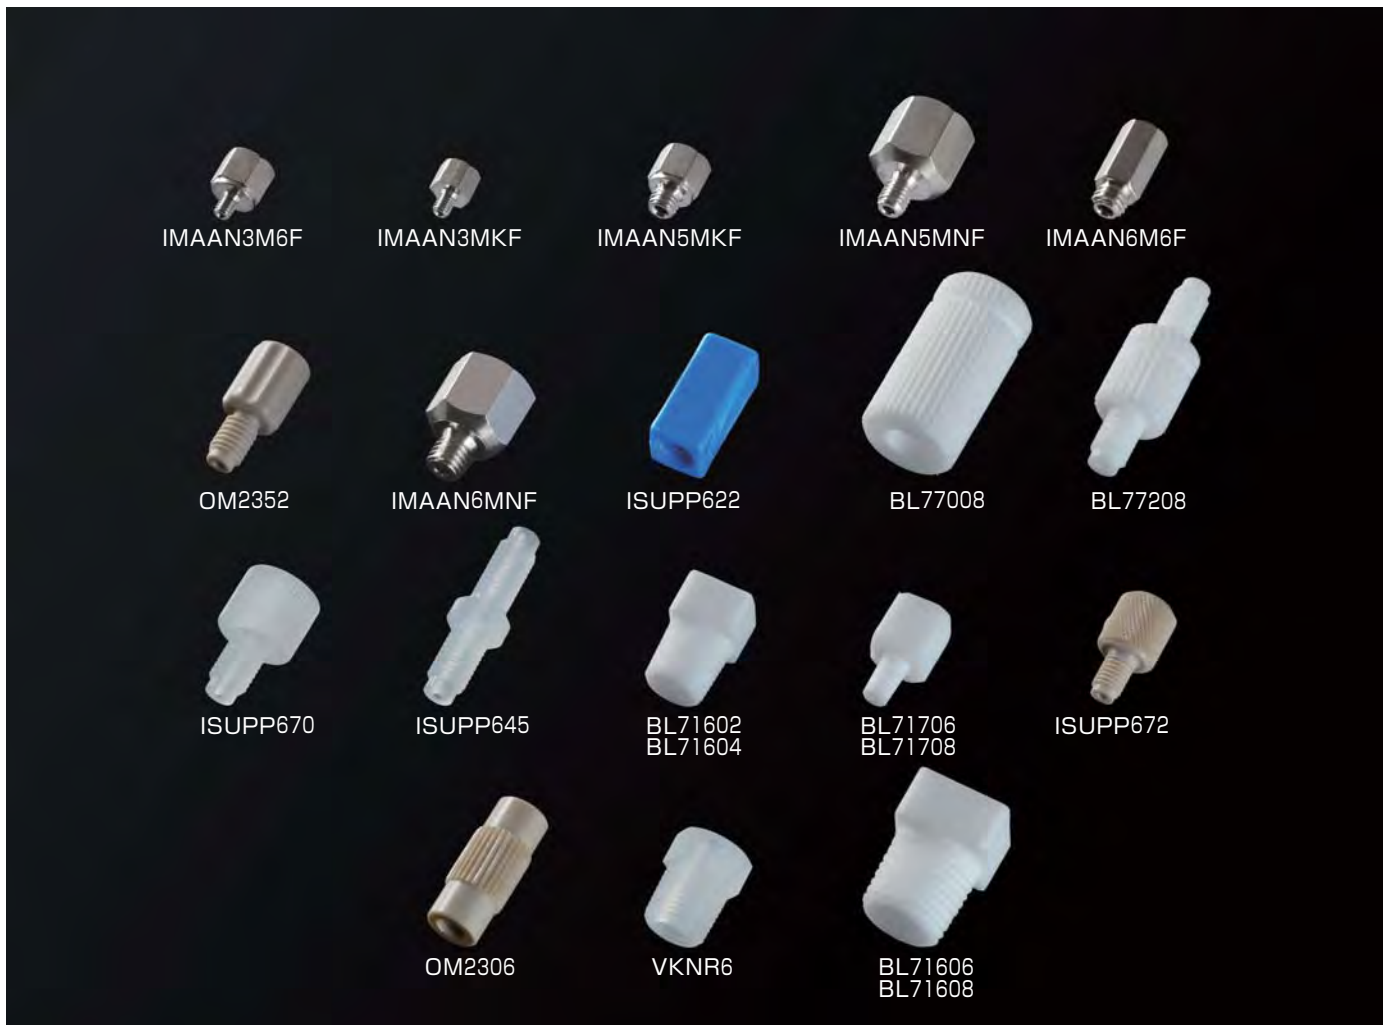 IMAAN3M6F
IMAAN3MKF
IMAAN5MKF
IMAAN5MNF
IMAAN6M6F
OM2352
IMAAN6MNF
ISUPP622
BL77008
BL77208
ISUPP670
ISUPP645
BL71602
BL71604
BL71706
BL71708
ISUPP672
OM2306
VKNR6
BL71606
BL71608